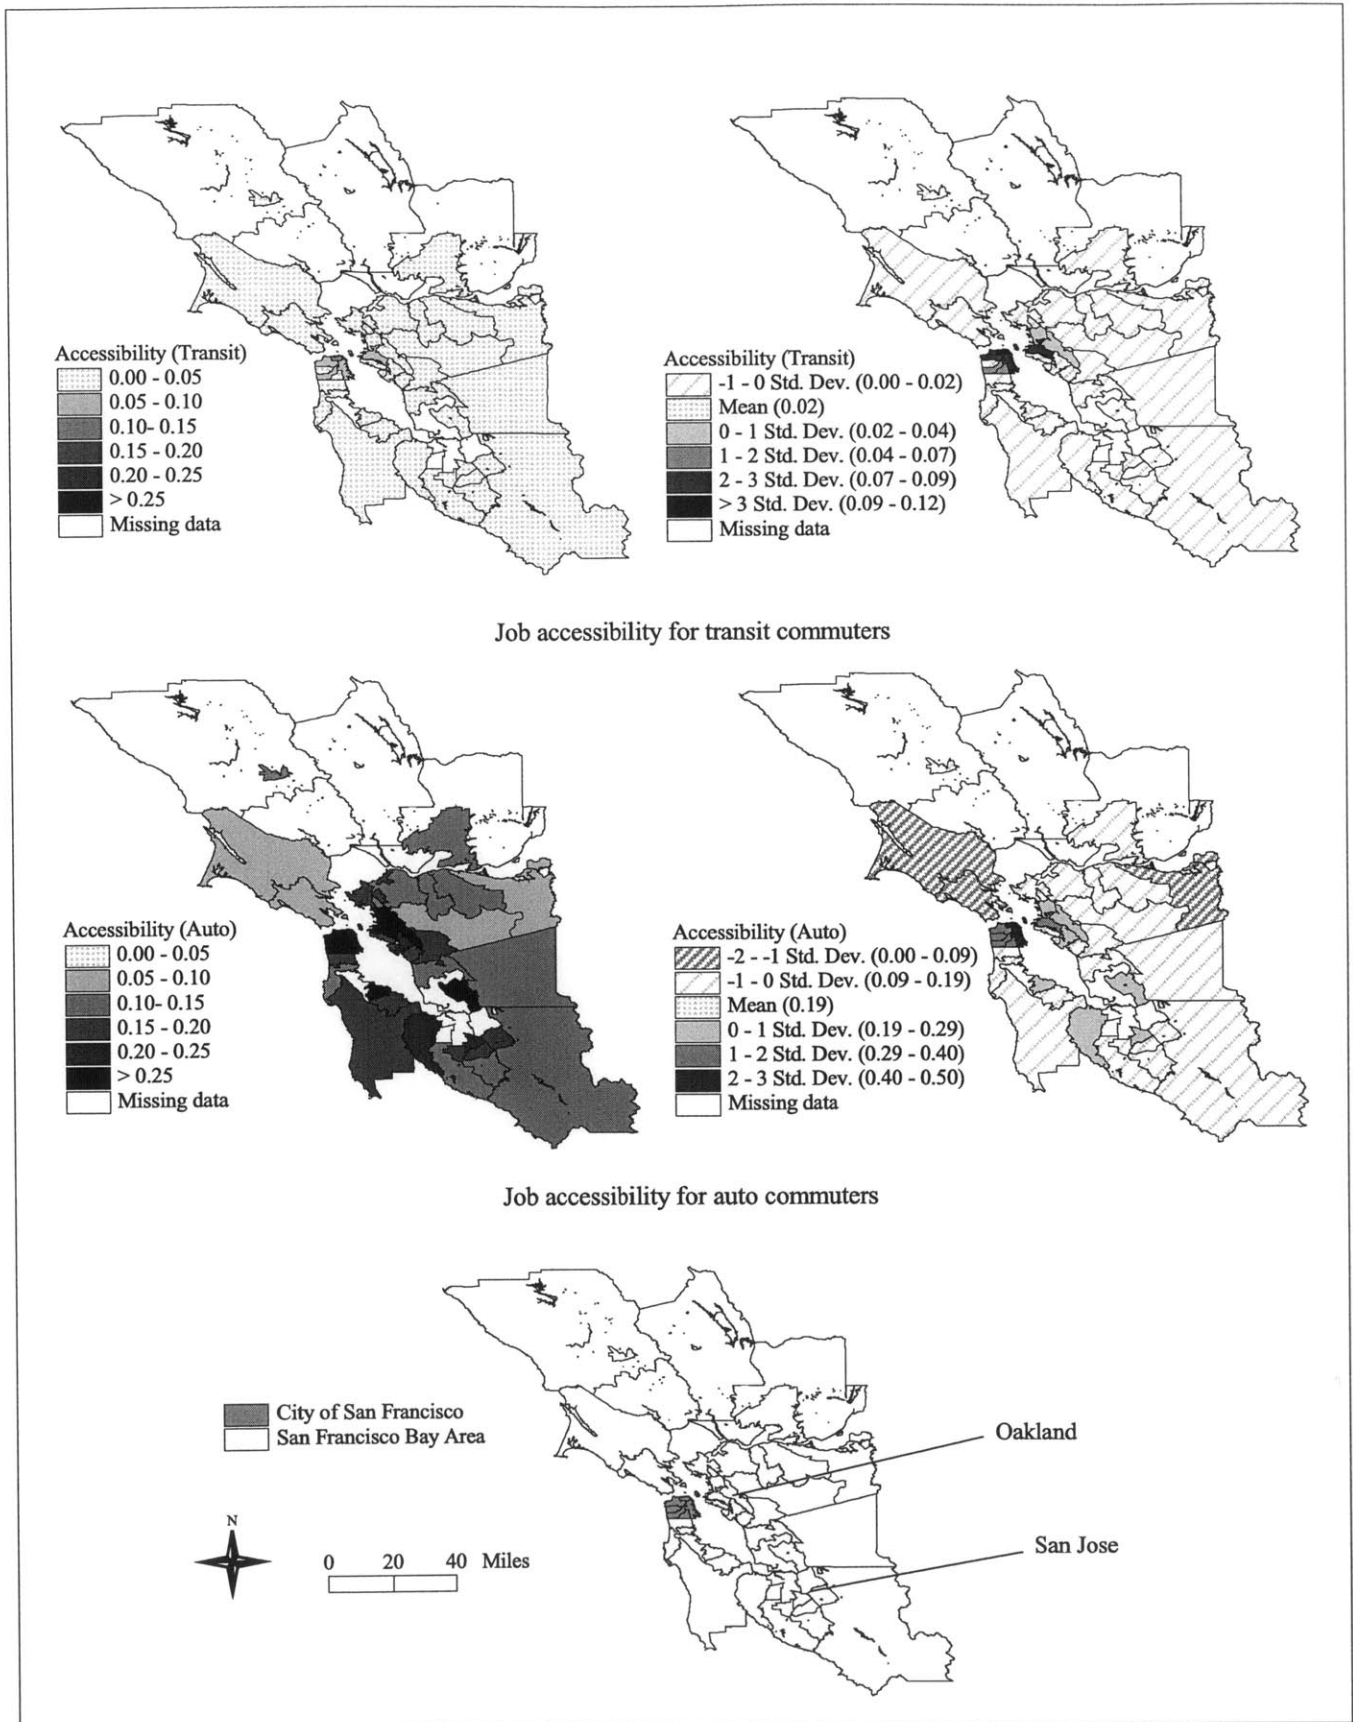 Accessibility (Transit)
0.00 - 0.05
0.05 - 0.10
0.10- 0.15
0.15 - 0.20
0.20 - 0.25
> 0.25
Missing data
Accessibility (Transit)
-1 - 0 Std. Dev. (0.00 - 0.02)
Mean (0.02)
0 - 1 Std. Dev. (0.02 - 0.04)
1 - 2 Std. Dev. (0.04 - 0.07)
2 - 3 Std. Dev. (0.07 - 0.09)
> 3 Std. Dev. (0.09 - 0.12)
Missing data
Job accessibility for transit commuters
Accessibility (Auto)
0.00 - 0.05
0.05 - 0.10
0.10- 0.15
0.15 - 0.20
0.20 - 0.25
> 0.25
Missing data
Accessibility (Auto)
-2 - -1 Std. Dev. (0.00 - 0.09)
-1 - 0 Std. Dev. (0.09 - 0.19)
Mean (0.19)
0 - 1 Std. Dev. (0.19 - 0.29)
1 - 2 Std. Dev. (0.29 - 0.40)
2 - 3 Std. Dev. (0.40 - 0.50)
Missing data
Job accessibility for auto commuters
City of San Francisco
San Francisco Bay Area
Oakland
San Jose
N
0 20 40 Miles